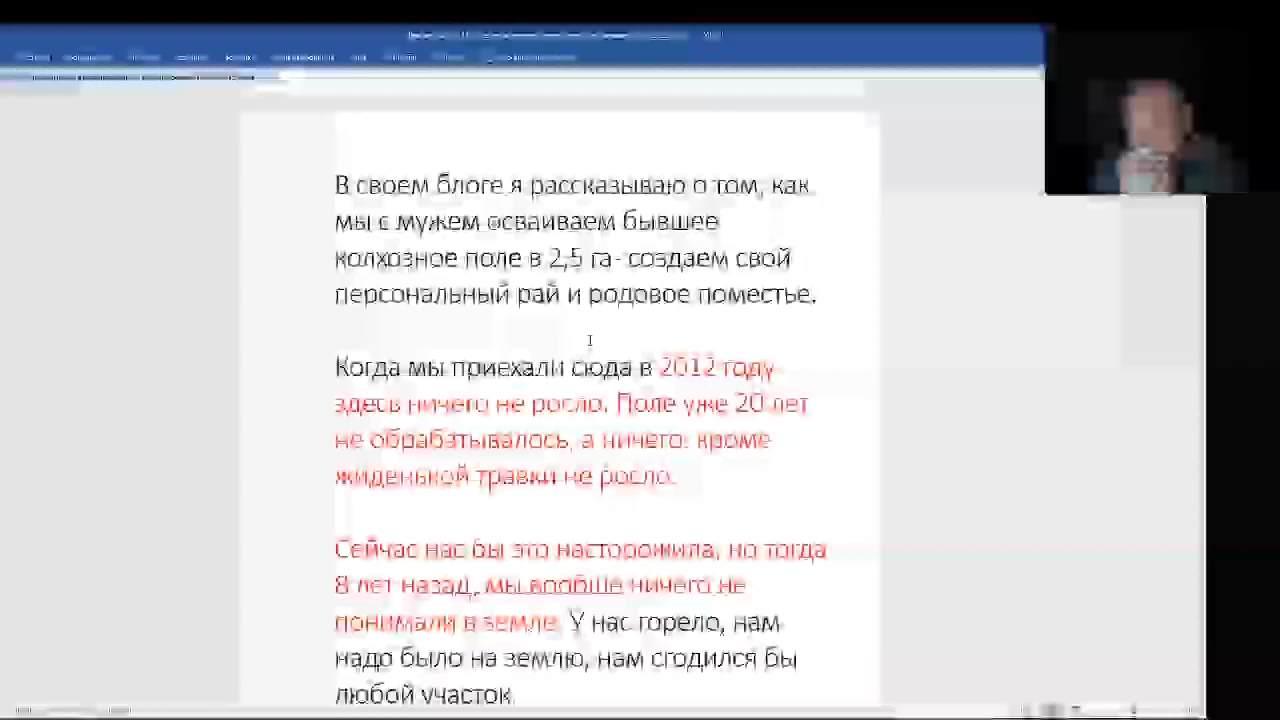 В своем блоге я рассказываю о том, как
мы с мужем осваиваем бывшее
колхозное поле в 2,5 га- создаем свой
персональный рай и родовое поместье.
Когда мы приехали сюда в 2012 году
здесь ничего не росло. Поле уже 20 лет
не обрабатывалось, а ничего, кроме
жиденькой травки не росло.
Сейчас нас бы это насторожила, но тогда
8 лет назад, мы вообще ничего не
понимали в земле. У нас горело, нам
надо было на землю, нам сгодился бы
любой участок